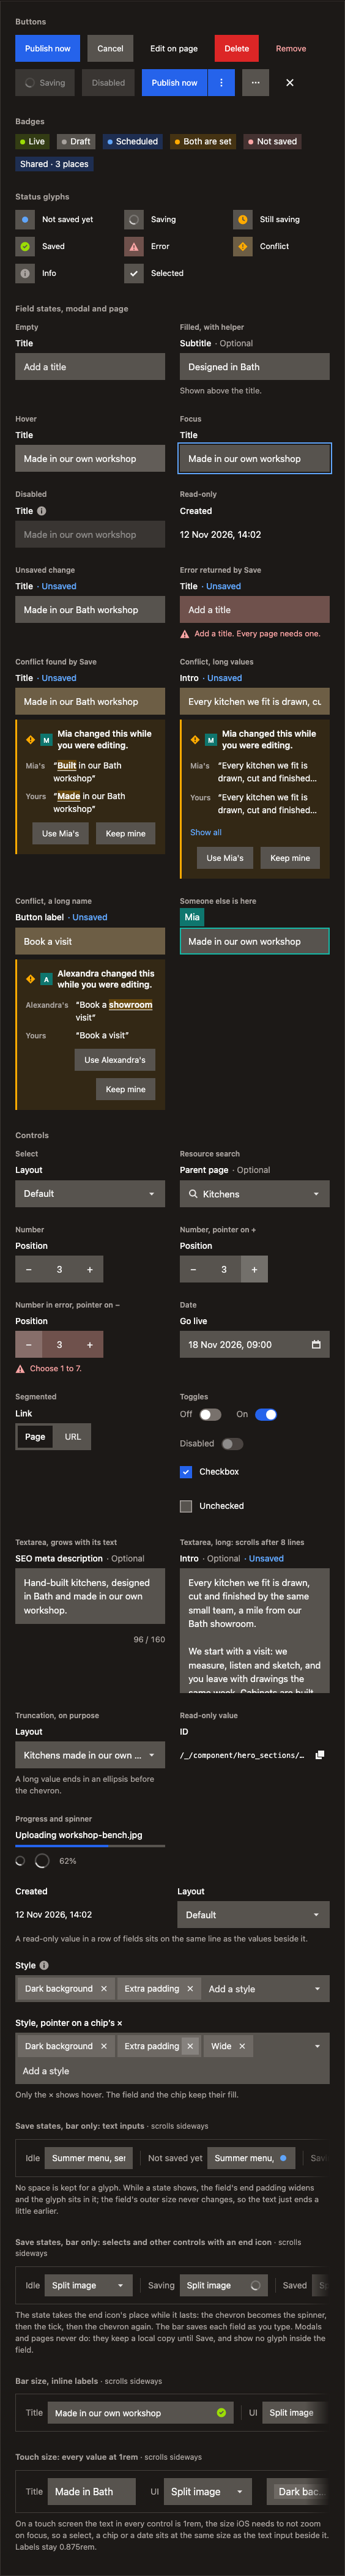 Buttons
Publish now
Cancel
Edit on page
Delete
Remove
Saving
Disabled
Publish now
Badges
Live
Draft
Scheduled
Both are set
Not saved
Shared · 3 places
Status glyphs
Not saved yet
Saving
Still saving
Saved
Error
Conflict
Info
Selected
Field states, modal and page
Empty
Title
Add a title
Filled, with helper
Subtitle · Optional
Designed in Bath
Shown above the title.
Hover
Title
Made in our own workshop
Focus
Title
Made in our own workshop
Disabled
Title
Made in our own workshop
Read-only
Created
12 Nov 2026, 14:02
Unsaved change
Title · Unsaved
Made in our Bath workshop
Error returned by Save
Title · Unsaved
Add a title
Add a title. Every page needs one.
Conflict found by Save
Title · Unsaved
Made in our Bath workshop
M
Mia changed this while
you were editing.
Mia's
“Built in our Bath
workshop”
Yours
“Made in our Bath
workshop”
Use Mia's
Keep mine
Conflict, long values
Intro · Unsaved
Every kitchen we fit is drawn, cu
M
Mia changed this while
you were editing.
Mia's
“Every kitchen we fit is
drawn, cut and finished...
Yours
“Every kitchen we fit is
drawn, cut and finished...
Show all
Use Mia's
Keep mine
Conflict, a long name
Button label · Unsaved
Book a visit
A
Alexandra changed this
while you were editing.
Alexandra's
“Book a showroom
visit”
Yours
“Book a visit”
Use Alexandra's
Keep mine
Someone else is here
Mia
Made in our own workshop
Controls
Select
Layout
Default
Resource search
Parent page · Optional
Kitchens
Number
Position
− 3 +
Number, pointer on +
Position
− 3 +
Number in error, pointer on −
Position
− 3 +
Choose 1 to 7.
Date
Go live
18 Nov 2026, 09:00
Segmented
Link
Page
URL
Toggles
Off
On
Disabled
Checkbox
Unchecked
Textarea, grows with its text
SEO meta description · Optional
Hand-built kitchens, designed
in Bath and made in our own
workshop.
96 / 160
Textarea, long: scrolls after 8 lines
Intro · Optional · Unsaved
Every kitchen we fit is drawn,
cut and finished by the same
small team, a mile from our
Bath showroom.
We start with a visit: we
measure, listen and sketch, and
you leave with drawings the
same week. Cabinets are built
Truncation, on purpose
Layout
Kitchens made in our own ...
A long value ends in an ellipsis before
the chevron.
Read-only value
ID
/_/component/hero_sections/...
Progress and spinner
Uploading workshop-bench.jpg
62%
Created
12 Nov 2026, 14:02
Layout
Default
A read-only value in a row of fields sits on the same line as the values beside it.
Style
Dark background ×
Extra padding ×
Add a style
Style, pointer on a chip's ×
Dark background ×
Extra padding ×
Wide ×
Add a style
Only the × shows hover. The field and the chip keep their fill.
Save states, bar only: text inputs · scrolls sideways
Idle
Summer menu, ser
Not saved yet
Summer menu,
No space is kept for a glyph. While a state shows, the field's end padding widens
and the glyph sits in it; the field's outer size never changes, so the text just ends a
little earlier.
Save states, bar only: selects and other controls with an end icon · scrolls
sideways
Idle
Split image
Saving
Split image
Saved
The state takes the end icon's place while it lasts: the chevron becomes the spinner,
then the tick, then the chevron again. The bar saves each field as you type. Modals
and pages never do: they keep a local copy until Save, and show no glyph inside the
field.
Bar size, inline labels · scrolls sideways
Title
Made in our own workshop
UI
Split image
Touch size: every value at 1rem · scrolls sideways
Title
Made in Bath
UI
Split image
Dark bac...
On a touch screen the text in every control is 1rem, the size iOS needs to not zoom
on focus, so a select, a chip or a date sits at the same size as the text input beside it.
Labels stay 0.875rem.